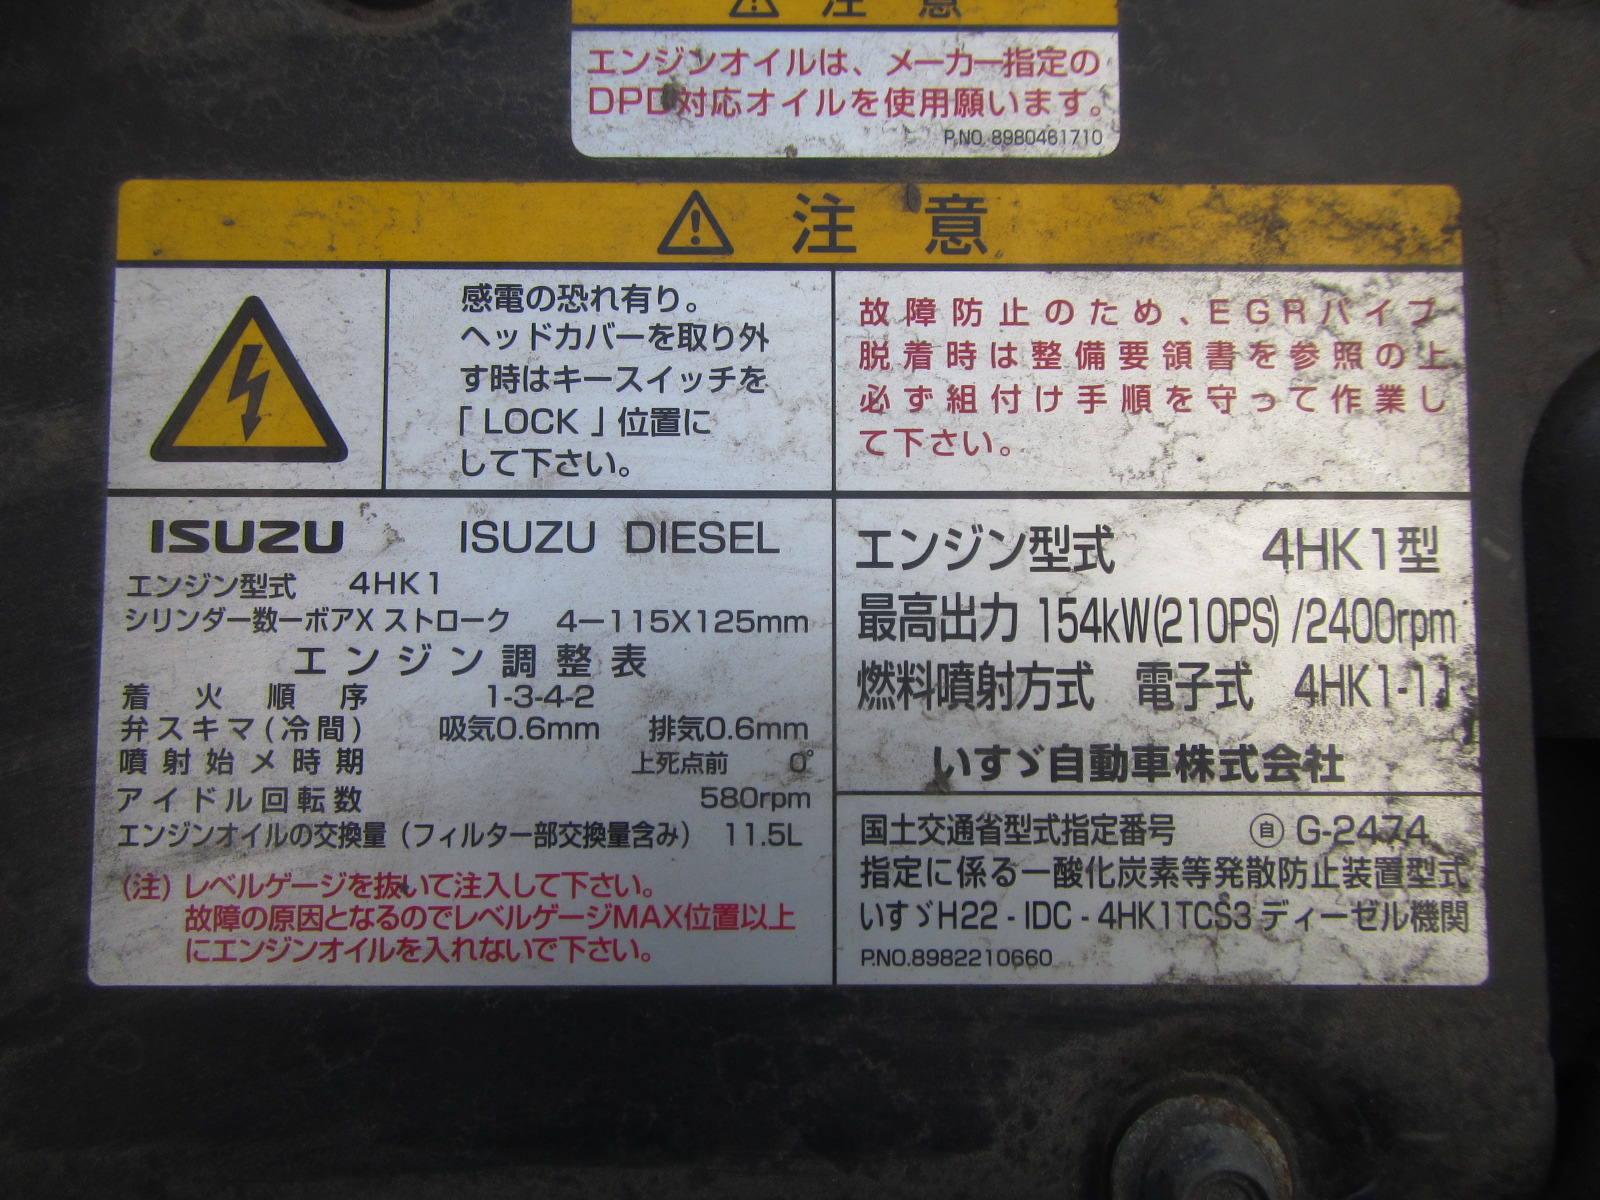 注意
エンジンオイルは、メーカー指定の
DPD対応オイルを使用願います。
P.NO. 8980461710
注意
感電の恐れ有り。
ヘッドカバーを取り外
す時はキースイッチを
「LOCK」位置に
して下さい。
故障防止のため、EGRパイプ
脱着時は整備要領書を参照の上
必ず組付け手順を守って作業し
て下さい。
ISUZU ISUZU DIESEL
エンジン型式 4HK1
シリンダー数ーボアX ストローク 4ー115X125mm
エンジン調整表
着火順序 1-3-4-2
弁スキマ(冷間) 吸気0.6mm 排気0.6mm
噴射始メ時期 上死点前 0°
アイドル回転数 580rpm
エンジンオイルの交換量（フィルター部交換量含み） 11.5L
(注) レベルゲージを抜いて注入して下さい。
故障の原因となるのでレベルゲージMAX位置以上
にエンジンオイルを入れないで下さい。
エンジン型式 4HK1型
最高出力 154kW(210PS) /2400rpm
燃料噴射方式 電子式 4HK1-1J
いすゞ自動車株式会社
国土交通省型式指定番号 ㊀自 G-2474
指定に係る一酸化炭素等発散防止装置型式
いすゞH22 - IDC - 4HK1TCS3 ディーゼル機関
P.NO.8982210660